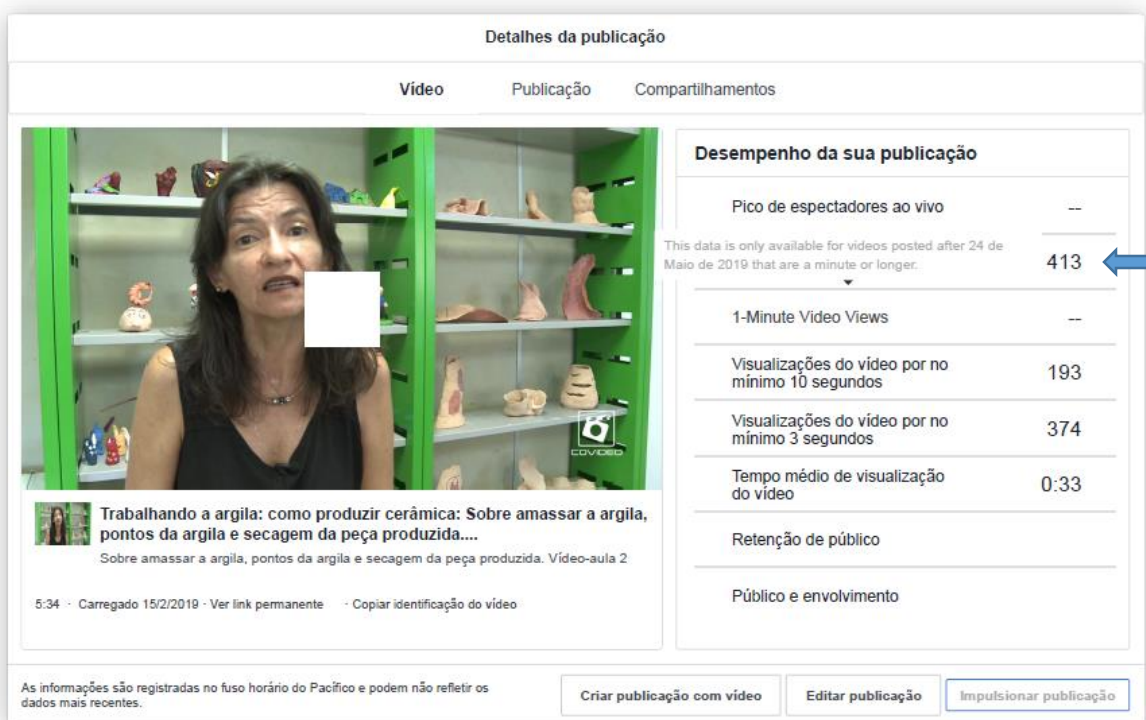 Detalhes da publicação
Vídeo Publicação Compartilhamentos
COVIDEO
Trabalhando a argila: como produzir cerâmica: Sobre amassar a argila,
pontos da argila e secagem da peça produzida....
Sobre amassar a argila, pontos da argila e secagem da peça produzida. Vídeo-aula 2
5:34 · Carregado 15/2/2019 · Ver link permanente · Copiar identificação do vídeo
Desempenho da sua publicação
Pico de espectadores ao vivo --
This data is only available for videos posted after 24 de
Maio de 2019 that are a minute or longer.
413
1-Minute Video Views --
Visualizações do vídeo por no
mínimo 10 segundos 193
Visualizações do vídeo por no
mínimo 3 segundos 374
Tempo médio de visualização
do vídeo 0:33
Retenção de público
Público e envolvimento
As informações são registradas no fuso horário do Pacífico e podem não refletir os
dados mais recentes.
Criar publicação com vídeo Editar publicação Impulsionar publicação